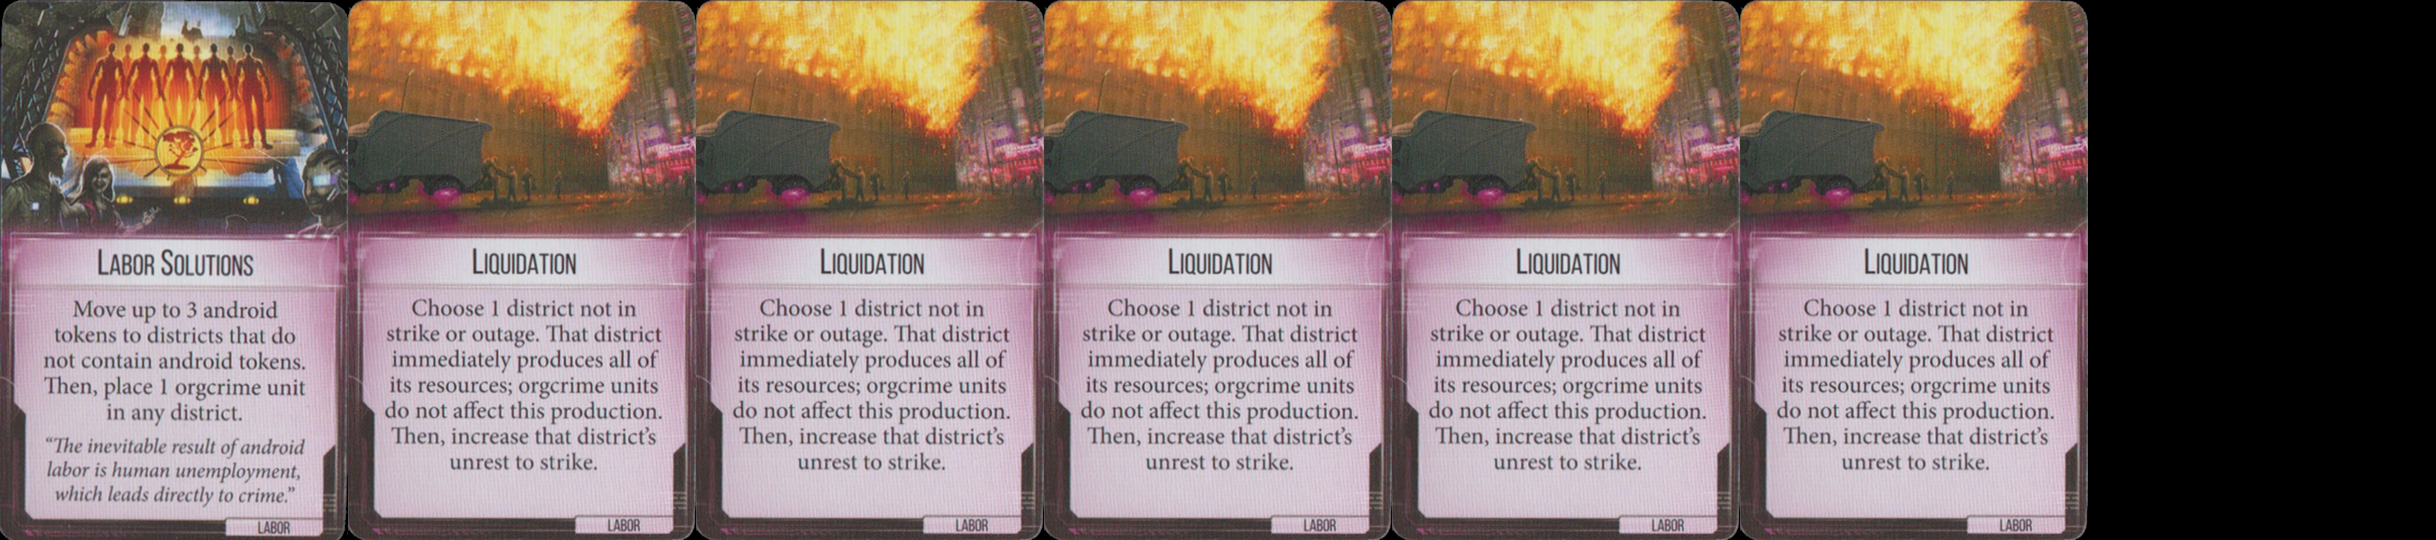 LABOR SOLUTIONS
Move up to 3 android
tokens to districts that do
not contain android tokens.
Then, place 1 orgcrime unit
in any district.
“The inevitable result of android
labor is human unemployment,
which leads directly to crime.”
LABOR
LIQUIDATION
Choose 1 district not in
strike or outage. That district
immediately produces all of
its resources; orgcrime units
do not affect this production.
Then, increase that district’s
unrest to strike.
LABOR
LIQUIDATION
Choose 1 district not in
strike or outage. That district
immediately produces all of
its resources; orgcrime units
do not affect this production.
Then, increase that district’s
unrest to strike.
LABOR
LIQUIDATION
Choose 1 district not in
strike or outage. That district
immediately produces all of
its resources; orgcrime units
do not affect this production.
Then, increase that district’s
unrest to strike.
LABOR
LIQUIDATION
Choose 1 district not in
strike or outage. That district
immediately produces all of
its resources; orgcrime units
do not affect this production.
Then, increase that district’s
unrest to strike.
LABOR
LIQUIDATION
Choose 1 district not in
strike or outage. That district
immediately produces all of
its resources; orgcrime units
do not affect this production.
Then, increase that district’s
unrest to strike.
LABOR